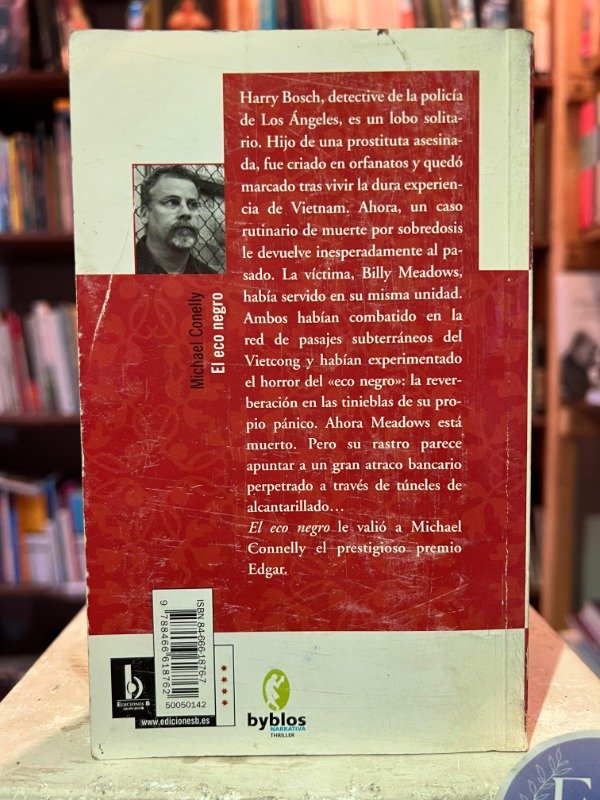 Harry Bosch, detective de la policía
de Los Ángeles, es un lobo solita-
rio. Hijo de una prostituta asesina-
da, fue criado en orfanatos y quedó
marcado tras vivir la dura experien-
cia de Vietnam. Ahora, un caso
rutinario de muerte por sobredosis
le devuelve inesperadamente al pa-
sado. La víctima, Billy Meadows,
había servido en su misma unidad.
Ambos habían combatido en la
red de pasajes subterráneos del
Vietcong y habían experimentado
el horror del «eco negro»: la rever-
beración en las tinieblas de su pro-
pio pánico. Ahora Meadows está
muerto. Pero su rastro parece
apuntar a un gran atraco bancario
perpetrado a través de túneles de
alcantarillado…
El eco negro le valió a Michael
Connelly el prestigioso premio
Edgar.
Michael Conelly
El eco negro
ISBN 84-666-1876-7
9 788466 618762
50050142
b
EDICIONES B
GRUPO ZETA
www.edicionesb.es
byblos
NARRATIVA
THRILLER
E